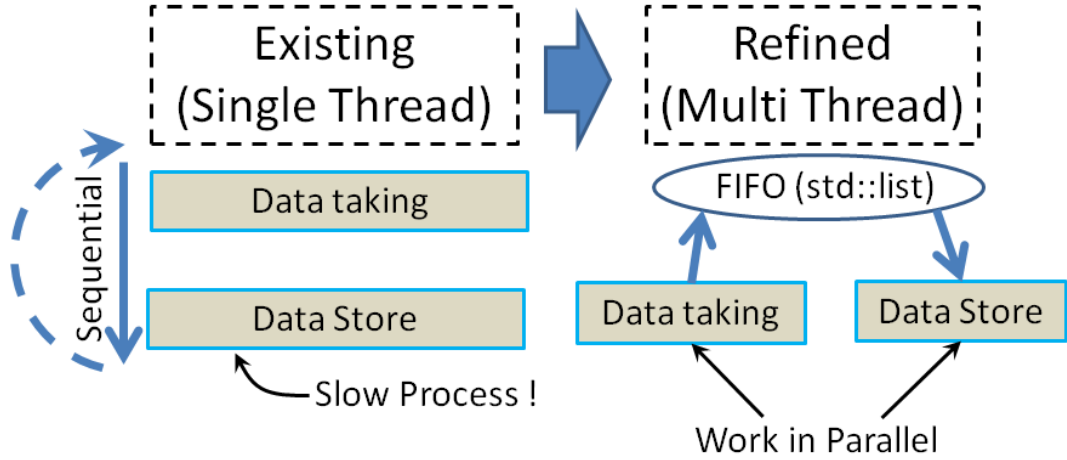 Existing
(Single Thread)
Refined
(Multi Thread)
Sequential
Data taking
Data Store
Slow Process !
FIFO (std::list)
Data taking
Data Store
Work in Parallel